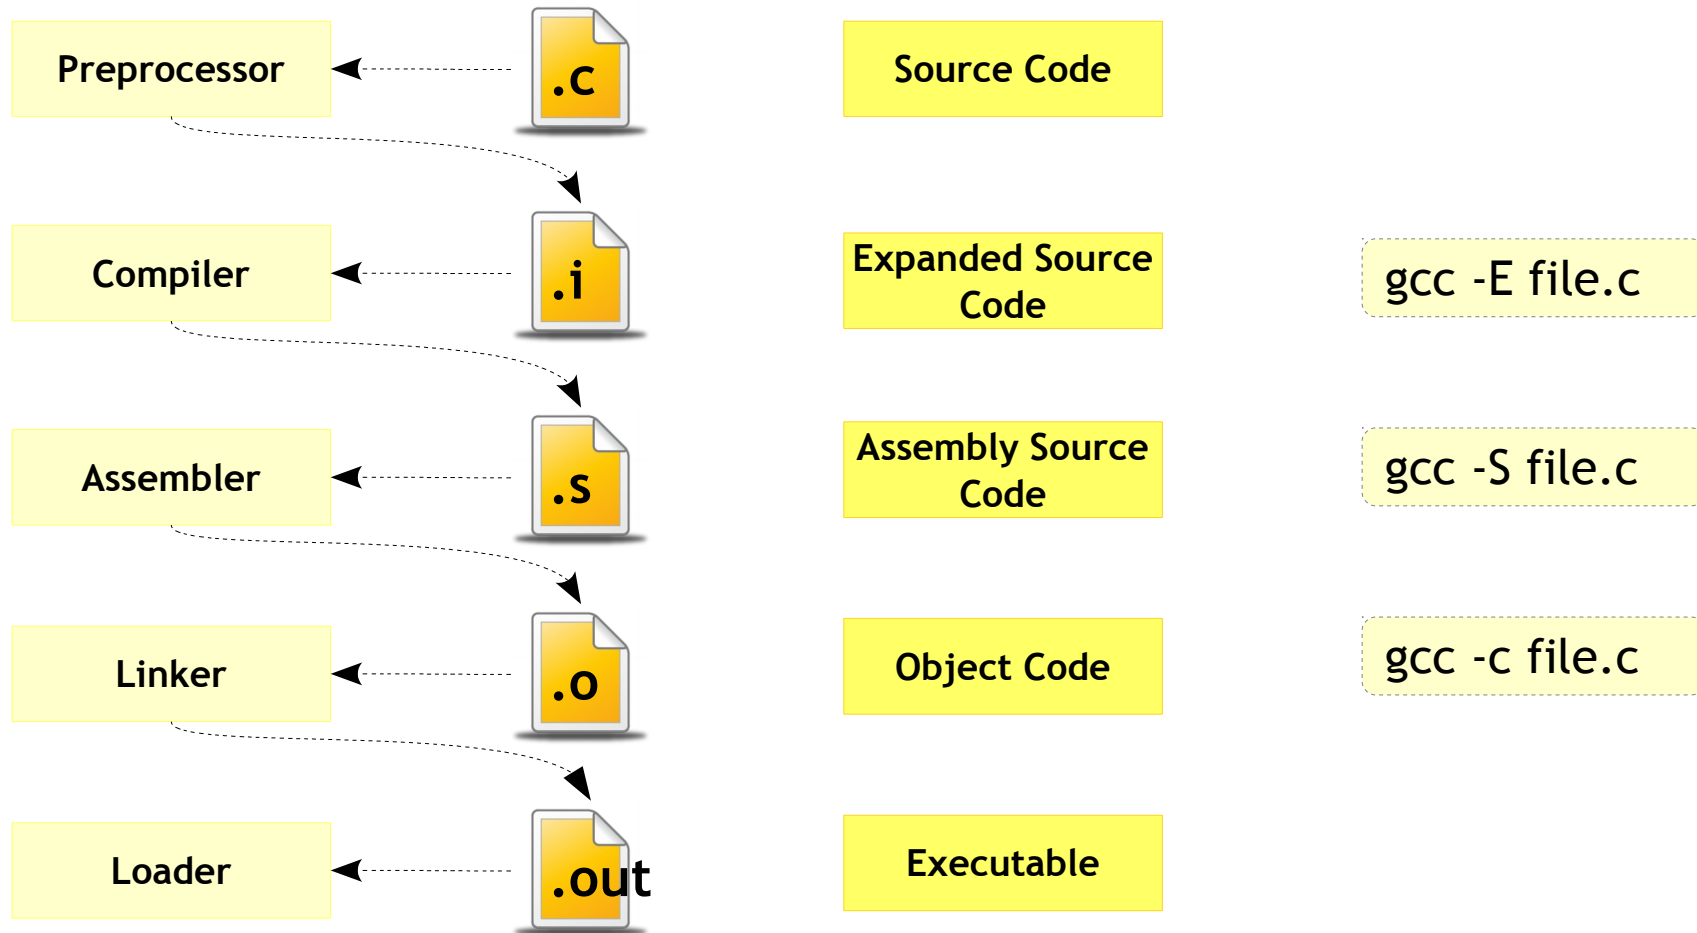 Preprocessor
.c
Source Code
Compiler
.i
Expanded Source
Code
gcc -E file.c
Assembler
.s
Assembly Source
Code
gcc -S file.c
Linker
.o
Object Code
gcc -c file.c
Loader
.out
Executable